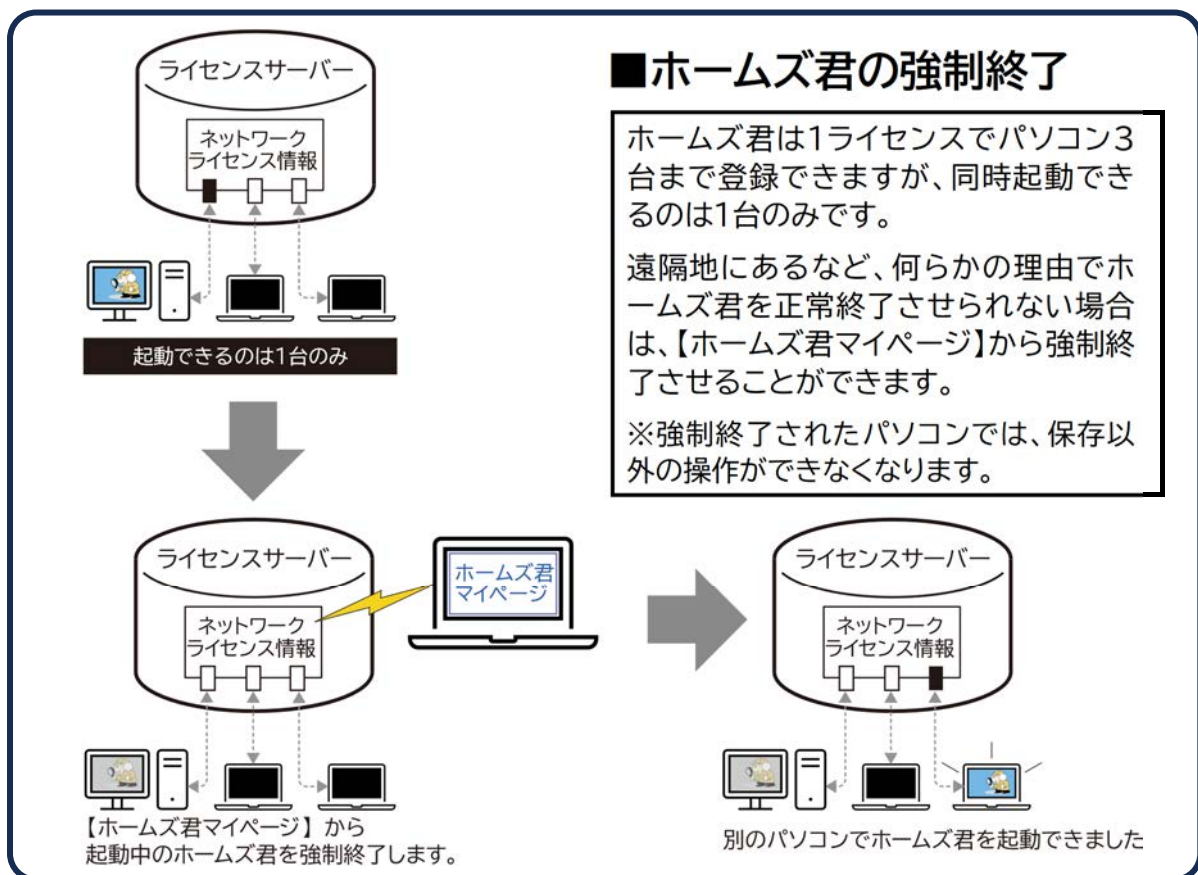 ライセンスサーバー
ネットワーク
ライセンス情報
起動できるのは1台のみ
■ホームズ君の強制終了
ホームズ君は1ライセンスでパソコン3
台まで登録できますが、同時起動でき
るのは1台のみです。
遠隔地にあるなど、何らかの理由でホ
ームズ君を正常終了させられない場合
は、【ホームズ君マイページ】から強制終
了させることができます。
※強制終了されたパソコンでは、保存以
外の操作ができなくなります。
ライセンスサーバー
ネットワーク
ライセンス情報
ホームズ君
マイページ
【ホームズ君マイページ】から
起動中のホームズ君を強制終了します。
ライセンスサーバー
ネットワーク
ライセンス情報
別のパソコンでホームズ君を起動できました